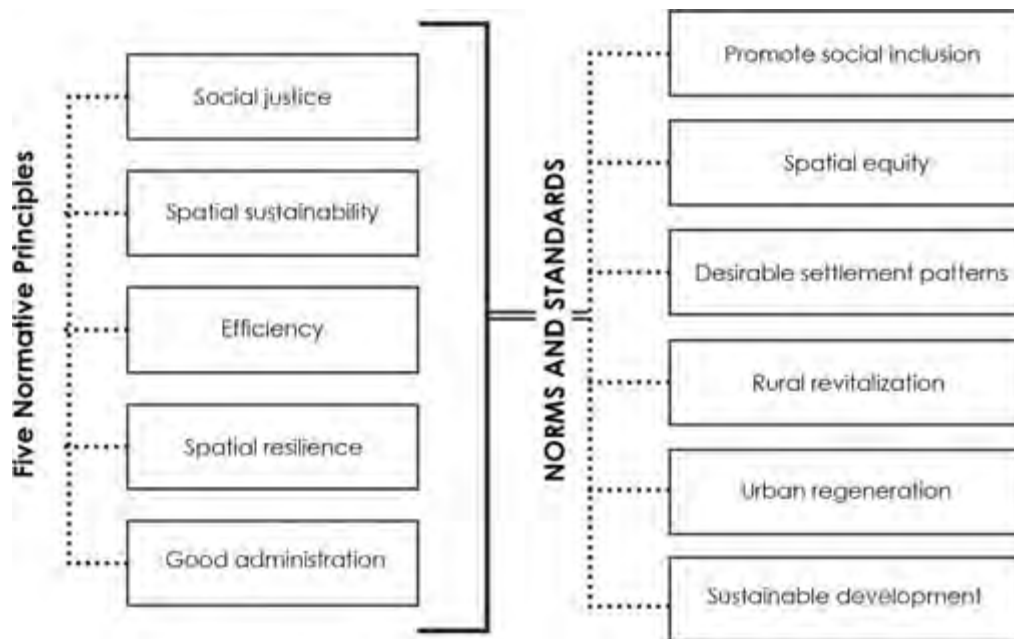 Five Normative Principles
Social justice
Spatial sustainability
Efficiency
Spatial resilience
Good administration
NORMS AND STANDARDS
Promote social inclusion
Spatial equity
Desirable settlement patterns
Rural revitalization
Urban regeneration
Sustainable development